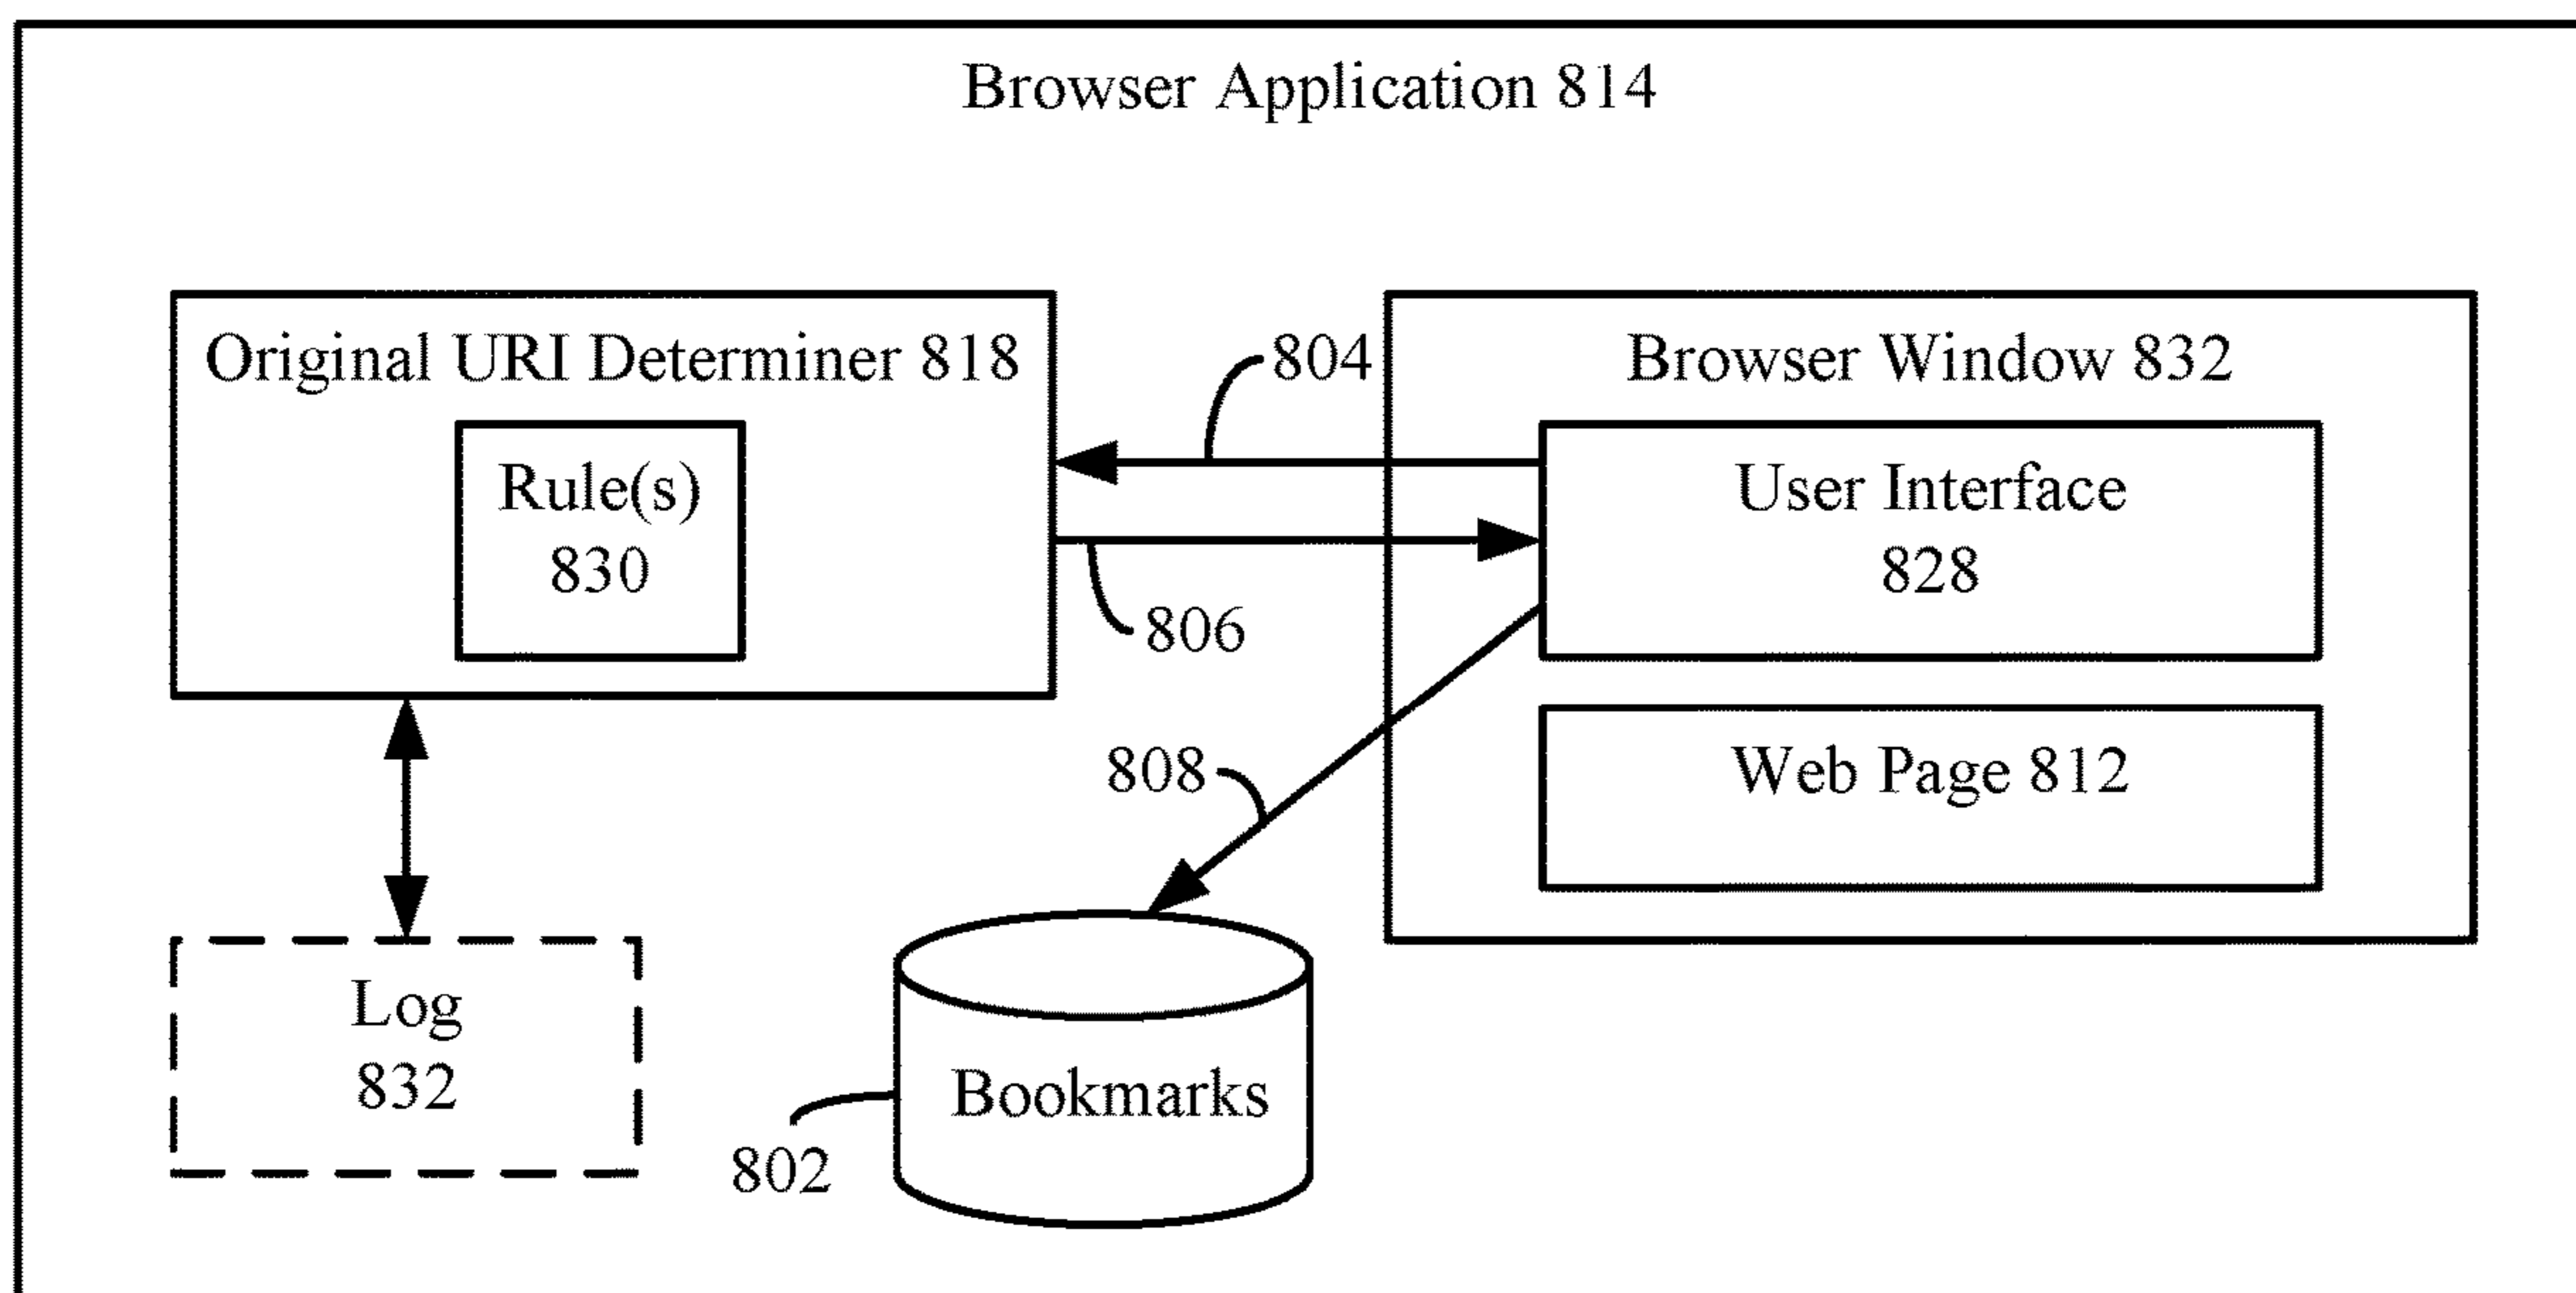 Browser Application 814
Original URI Determiner 818
Rule(s)
830
804
806
Browser Window 832
User Interface
828
Web Page 812
808
Log
832
Bookmarks
802